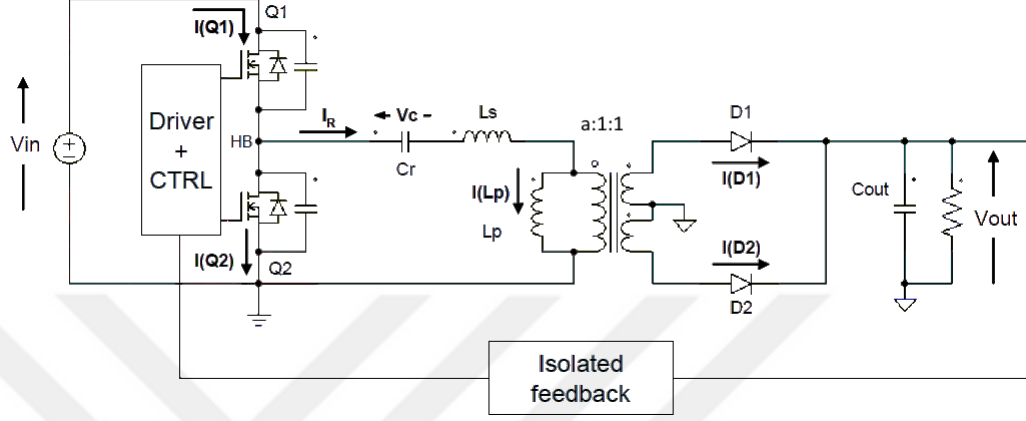 Q1
I(Q1)
Vin
Driver
+
CTRL
HB
I_R
Vc -
Cr
Ls
a:1:1
I(Lp)
Lp
D1
I(D1)
I(D2)
D2
Cout
Vout
I(Q2)
Q2
Isolated
feedback